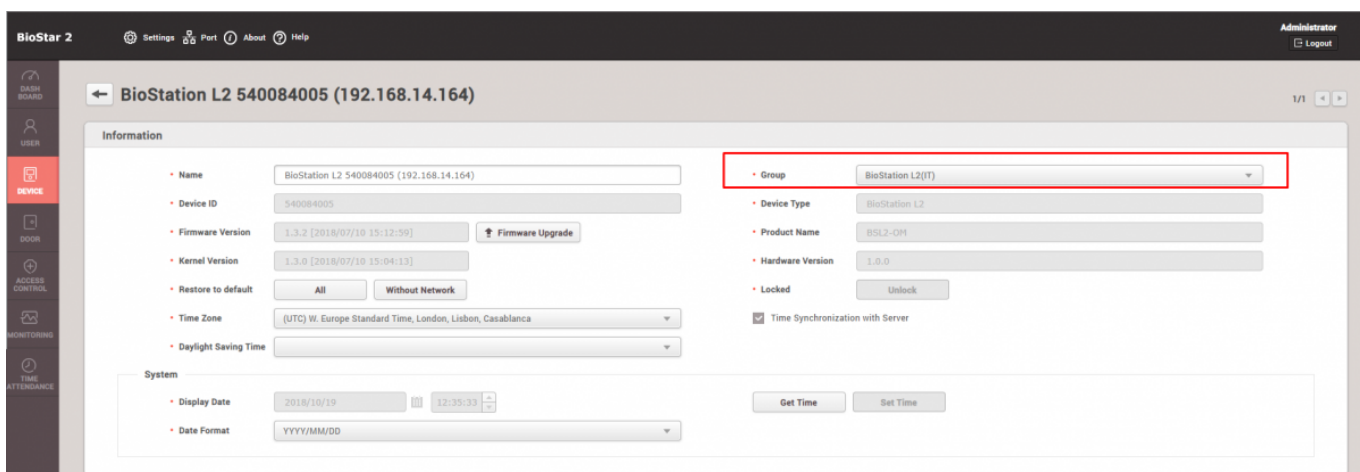 BioStar 2 Settings Port About Help Administrator
Logout
DASH
BOARD
USER
DEVICE
DOOR
ACCESS
CONTROL
MONITORING
TIME
ATTENDANCE
BioStation L2 540084005 (192.168.14.164) 1/1
Information
Name BioStation L2 540084005 (192.168.14.164) Group BioStation L2(IT)
Device ID 540084005 Device Type BioStation L2
Firmware Version 1.3.2 [2018/07/10 15:12:59] Firmware Upgrade Product Name BSL2-OM
Kernel Version 1.3.0 [2018/07/10 15:04:13] Hardware Version 1.0.0
Restore to default All Without Network Locked Unlock
Time Zone (UTC) W. Europe Standard Time, London, Lisbon, Casablanca Time Synchronization with Server
Daylight Saving Time
System
Display Date 2018/10/19 12:35:33 Get Time Set Time
Date Format YYYY/MM/DD